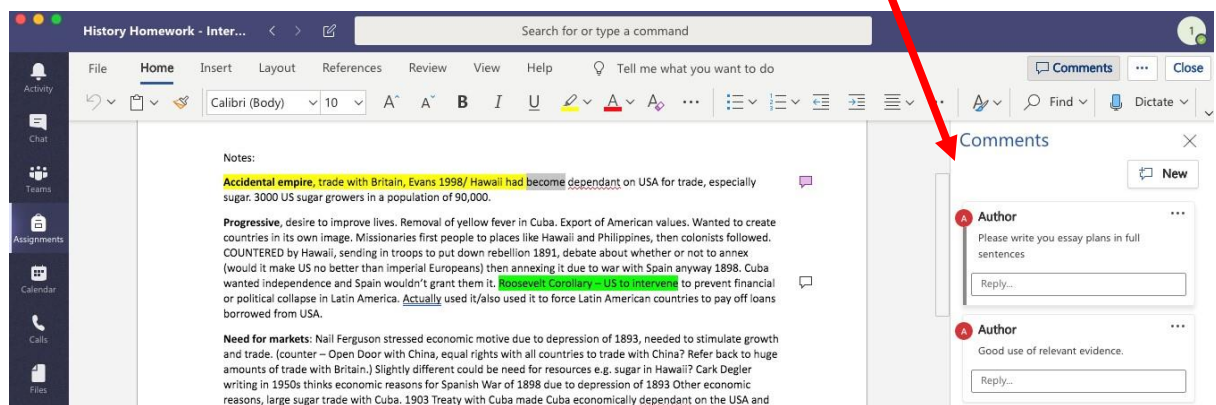 History Homework - Inter...
Search for or type a command
1
Activity
Chat
Teams
Assignments
Calendar
Calls
Files
File Home Insert Layout References Review View Help Tell me what you want to do Comments ... Close
Calibri (Body) 10 A A B I U A A ... Find Dictate
Notes:
Accidental empire, trade with Britain, Evans 1998/ Hawaii had become dependant on USA for trade, especially
sugar. 3000 US sugar growers in a population of 90,000.
Progressive, desire to improve lives. Removal of yellow fever in Cuba. Export of American values. Wanted to create
countries in its own image. Missionaries first people to places like Hawaii and Philippines, then colonists followed.
COUNTERED by Hawaii, sending in troops to put down rebellion 1891, debate about whether or not to annex
(would it make US no better than imperial Europeans) then annexing it due to war with Spain anyway 1898. Cuba
wanted independence and Spain wouldn't grant them it. Roosevelt Corollary – US to intervene to prevent financial
or political collapse in Latin America. Actually used it/also used it to force Latin American countries to pay off loans
borrowed from USA.
Need for markets: Nail Ferguson stressed economic motive due to depression of 1893, needed to stimulate growth
and trade. (counter – Open Door with China, equal rights with all countries to trade with China? Refer back to huge
amounts of trade with Britain.) Slightly different could be need for resources e.g. sugar in Hawaii? Cark Degler
writing in 1950s thinks economic reasons for Spanish War of 1898 due to depression of 1893 Other economic
reasons, large sugar trade with Cuba. 1903 Treaty with Cuba made Cuba economically dependant on the USA and
Comments
New
A Author ...
Please write you essay plans in full
sentences
Reply...
A Author ...
Good use of relevant evidence.
Reply...